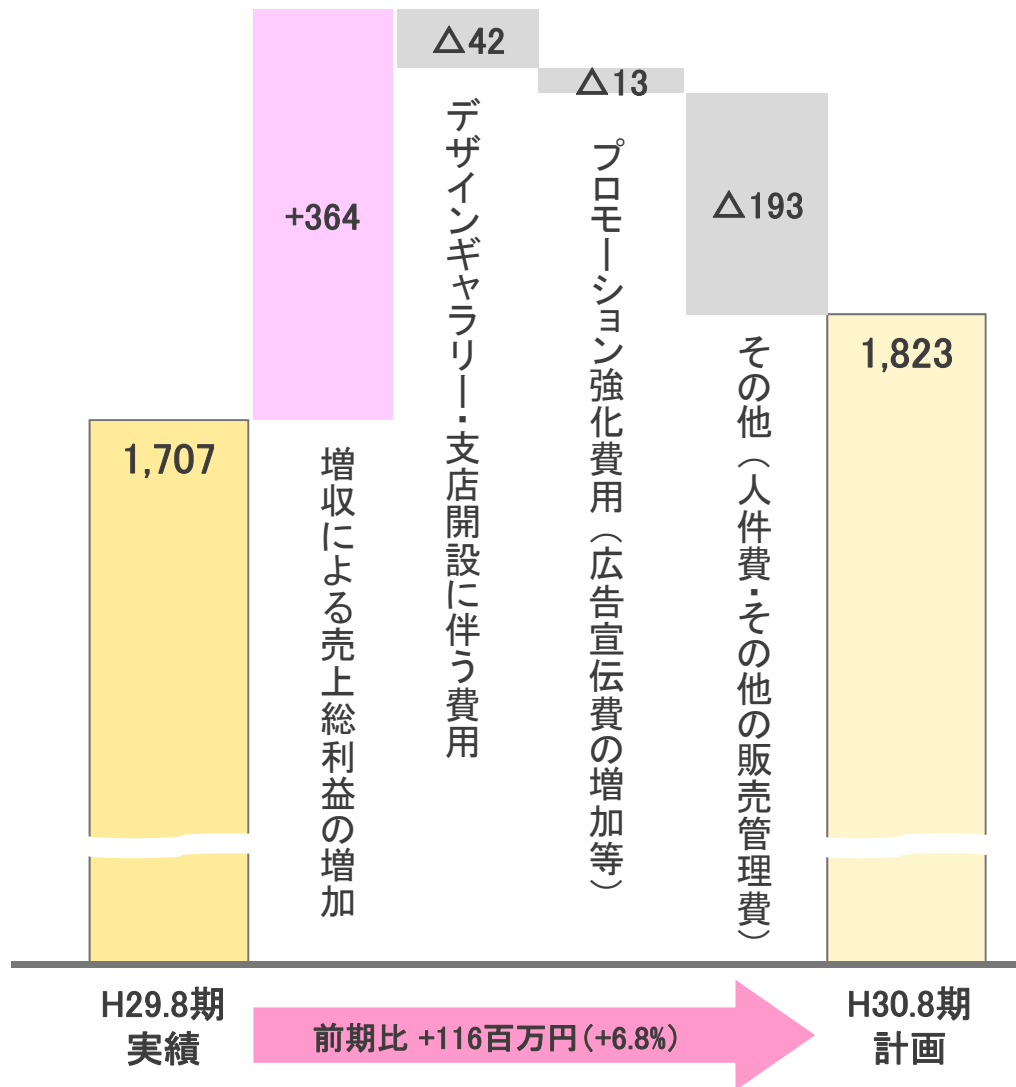 1,707
+364
増収による売上総利益の増加
△42
デザインギャラリー・支店開設に伴う費用
△13
プロモーション強化費用（広告宣伝費の増加等）
△193
その他（人件費・その他の販売管理費）
1,823
H29.8期
実績
前期比 +116百万円（+6.8%）
H30.8期
計画